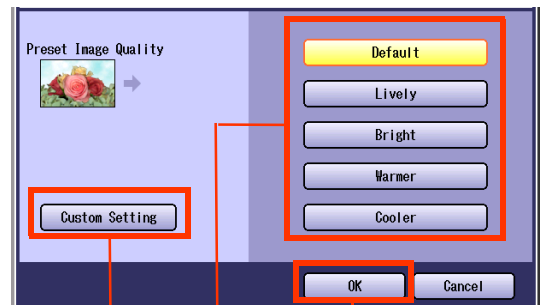 Preset Image Quality
Default
Lively
Bright
Warmer
Custom Setting
Cooler
OK
Cancel